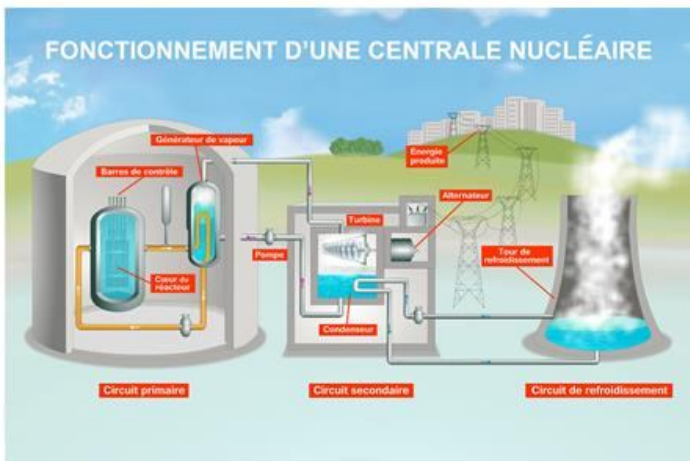 FONCTIONNEMENT D'UNE CENTRALE NUCLÉAIRE
Générateur de vapeur
Barres de contrôle
Energie
produite
Turbine
Alternateur
Pompe
Tour de
refroidissement
Cœur du
réacteur
Condenseur
Circuit primaire
Circuit secondaire
Circuit de refroidissement